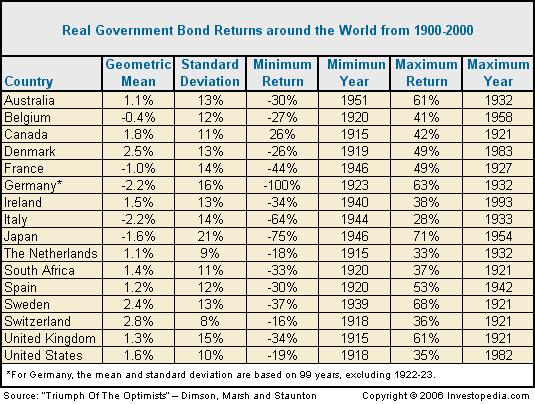 Real Government Bond Returns around the World from 1900-2000
Geometric Standard Minimum Mimimum Maximum Maximum
Country Mean Deviation Return Year Return Year
Australia 1.1% 13% -30% 1951 61% 1932
Belgium -0.4% 12% -27% 1920 41% 1958
Canada 1.8% 11% 26% 1915 42% 1921
Denmark 2.5% 13% -26% 1919 49% 1983
France -1.0% 14% -44% 1946 49% 1927
Germany* -2.2% 16% -100% 1923 63% 1932
Ireland 1.5% 13% -34% 1940 38% 1993
Italy -2.2% 14% -64% 1944 28% 1933
Japan -1.6% 21% -75% 1946 71% 1954
The Netherlands 1.1% 9% -18% 1915 33% 1932
South Africa 1.4% 11% -33% 1920 37% 1921
Spain 1.2% 12% -30% 1920 53% 1942
Sweden 2.4% 13% -37% 1939 68% 1921
Switzerland 2.8% 8% -16% 1918 36% 1921
United Kingdom 1.3% 15% -34% 1915 61% 1921
United States 1.6% 10% -19% 1918 35% 1982
*For Germany, the mean and standard deviation are based on 99 years, excluding 1922-23.
Source: "Triumph Of The Optimists" – Dimson, Marsh and Staunton Copyright © 2006 Investopedia.com